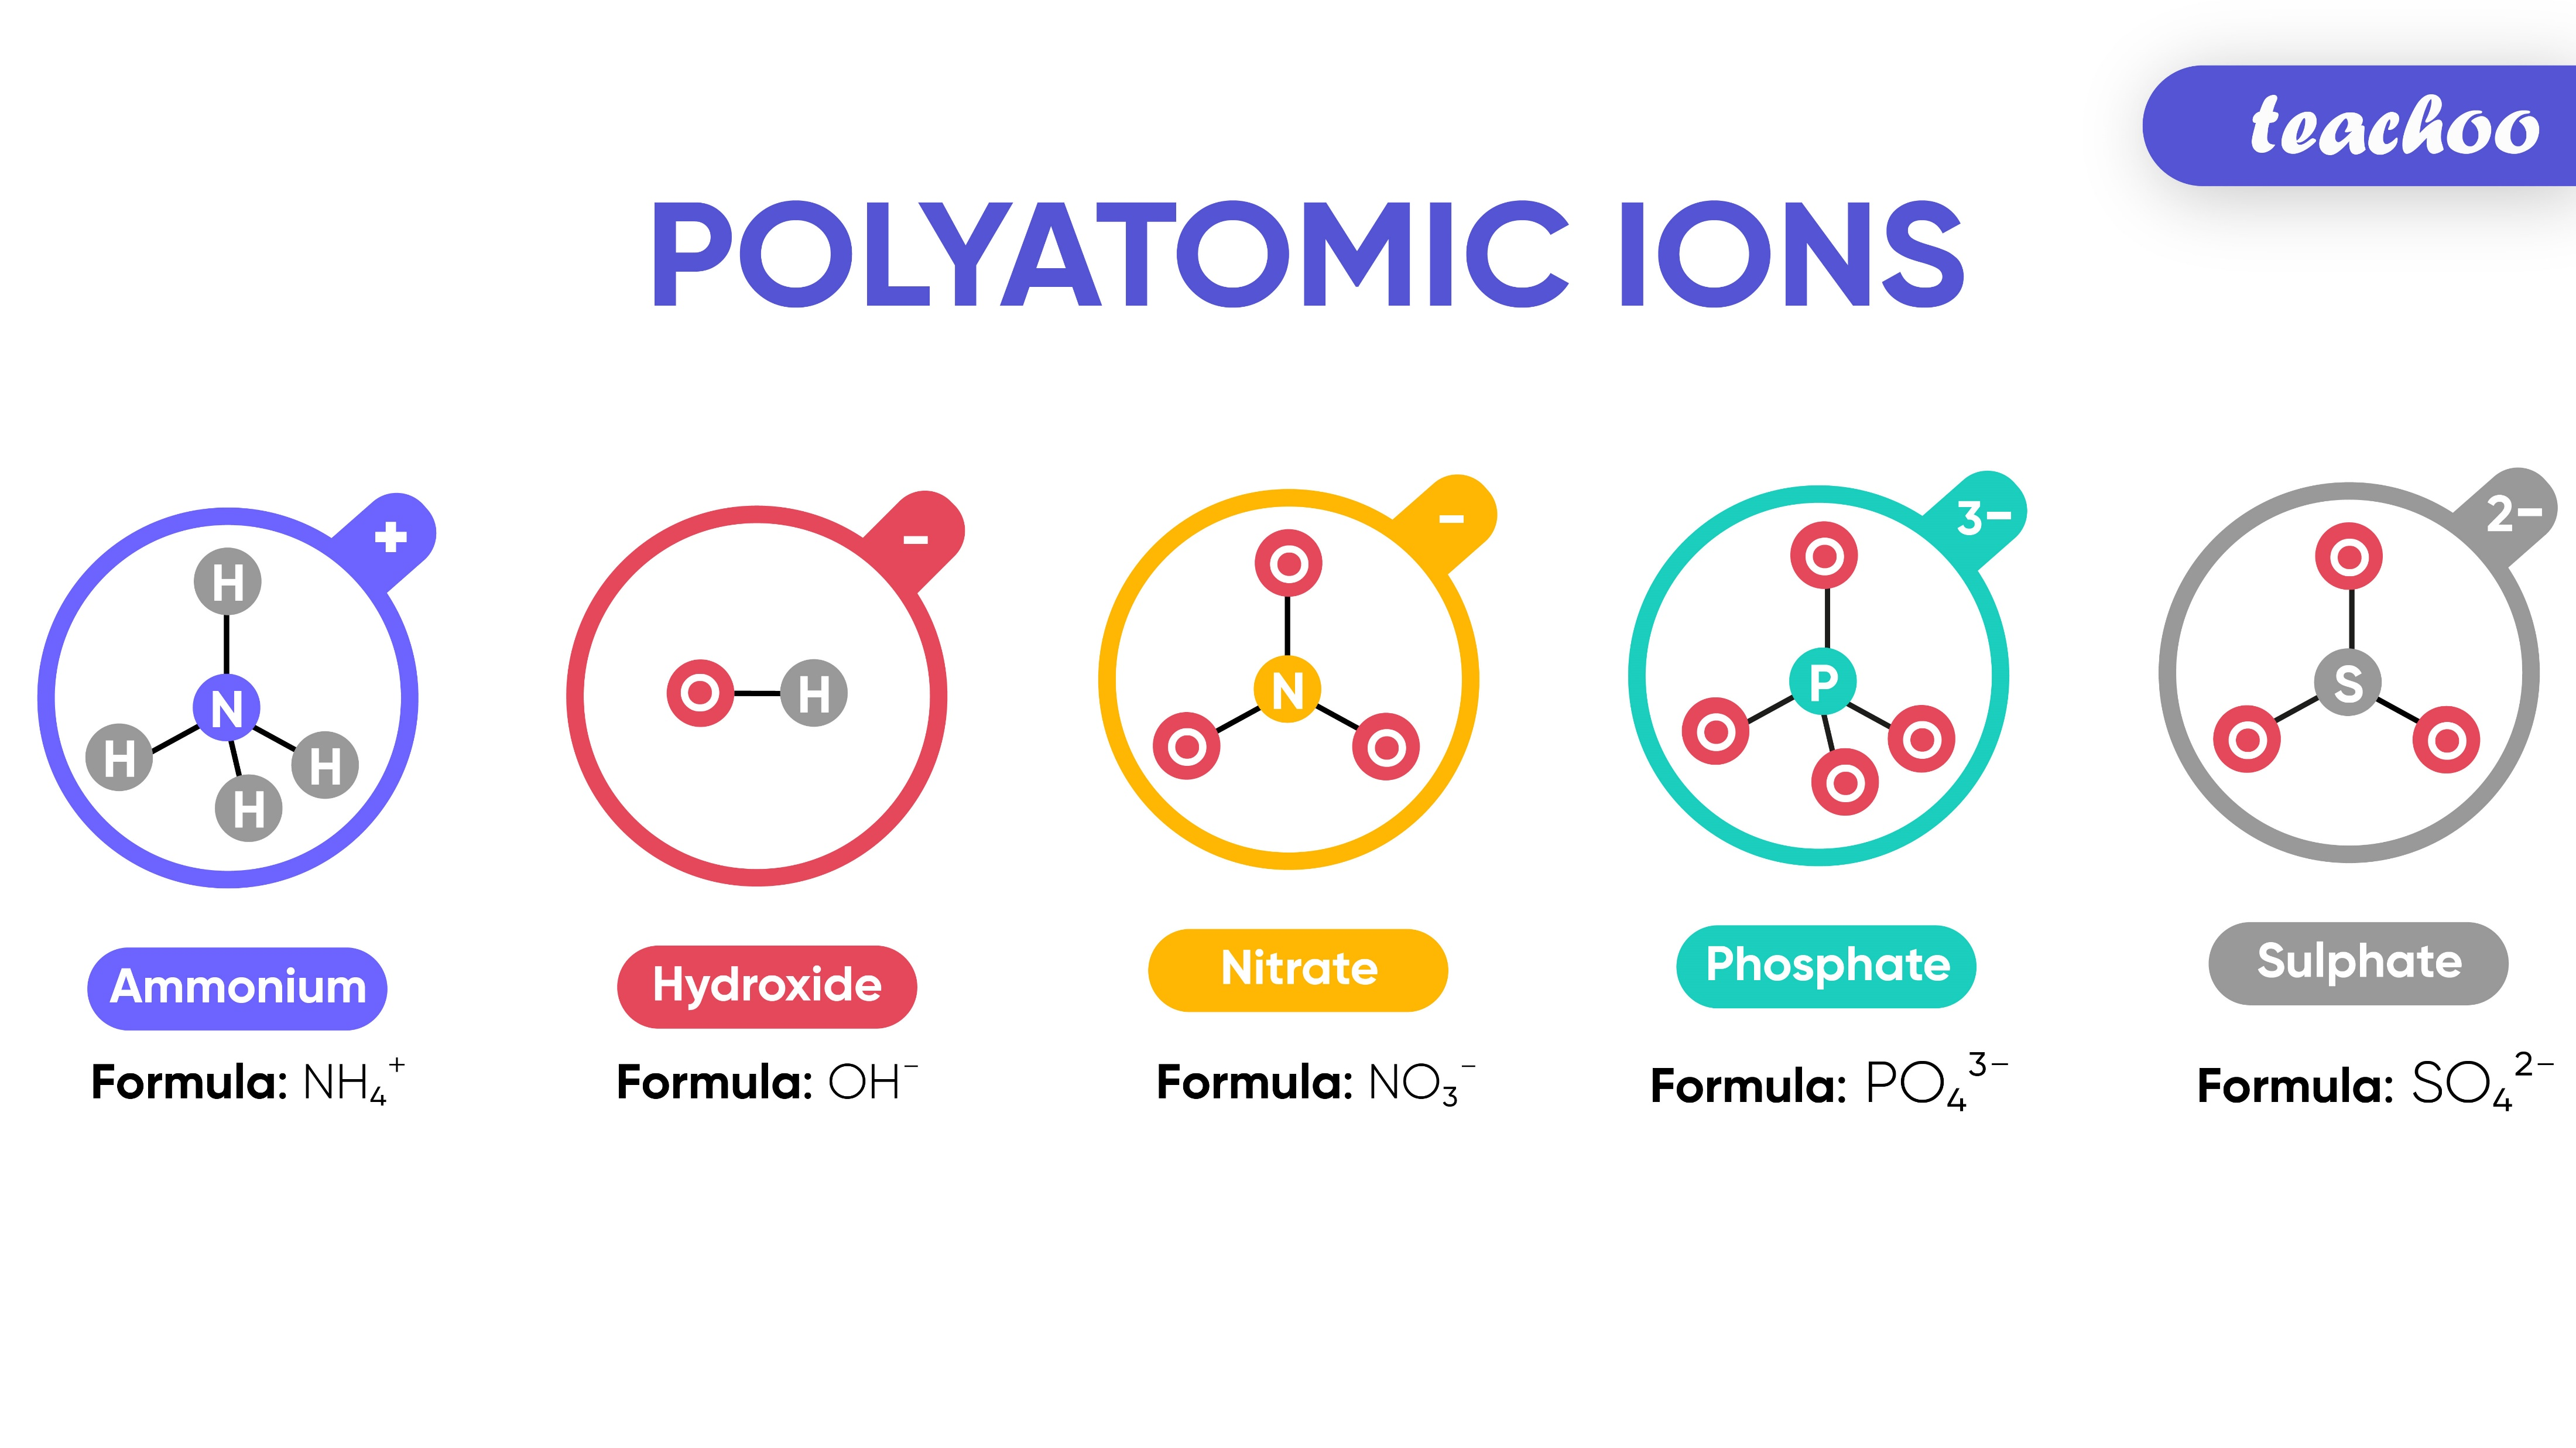 teachoo
POLYATOMIC IONS
+
H
N
H
H
H
-
O
H
-
O
N
O
O
3-
O
P
O
O
O
2-
O
S
O
O
Ammonium
Hydroxide
Nitrate
Phosphate
Sulphate
Formula: NH₄⁺
Formula: OH⁻
Formula: NO₃⁻
Formula: PO₄³⁻
Formula: SO₄²⁻